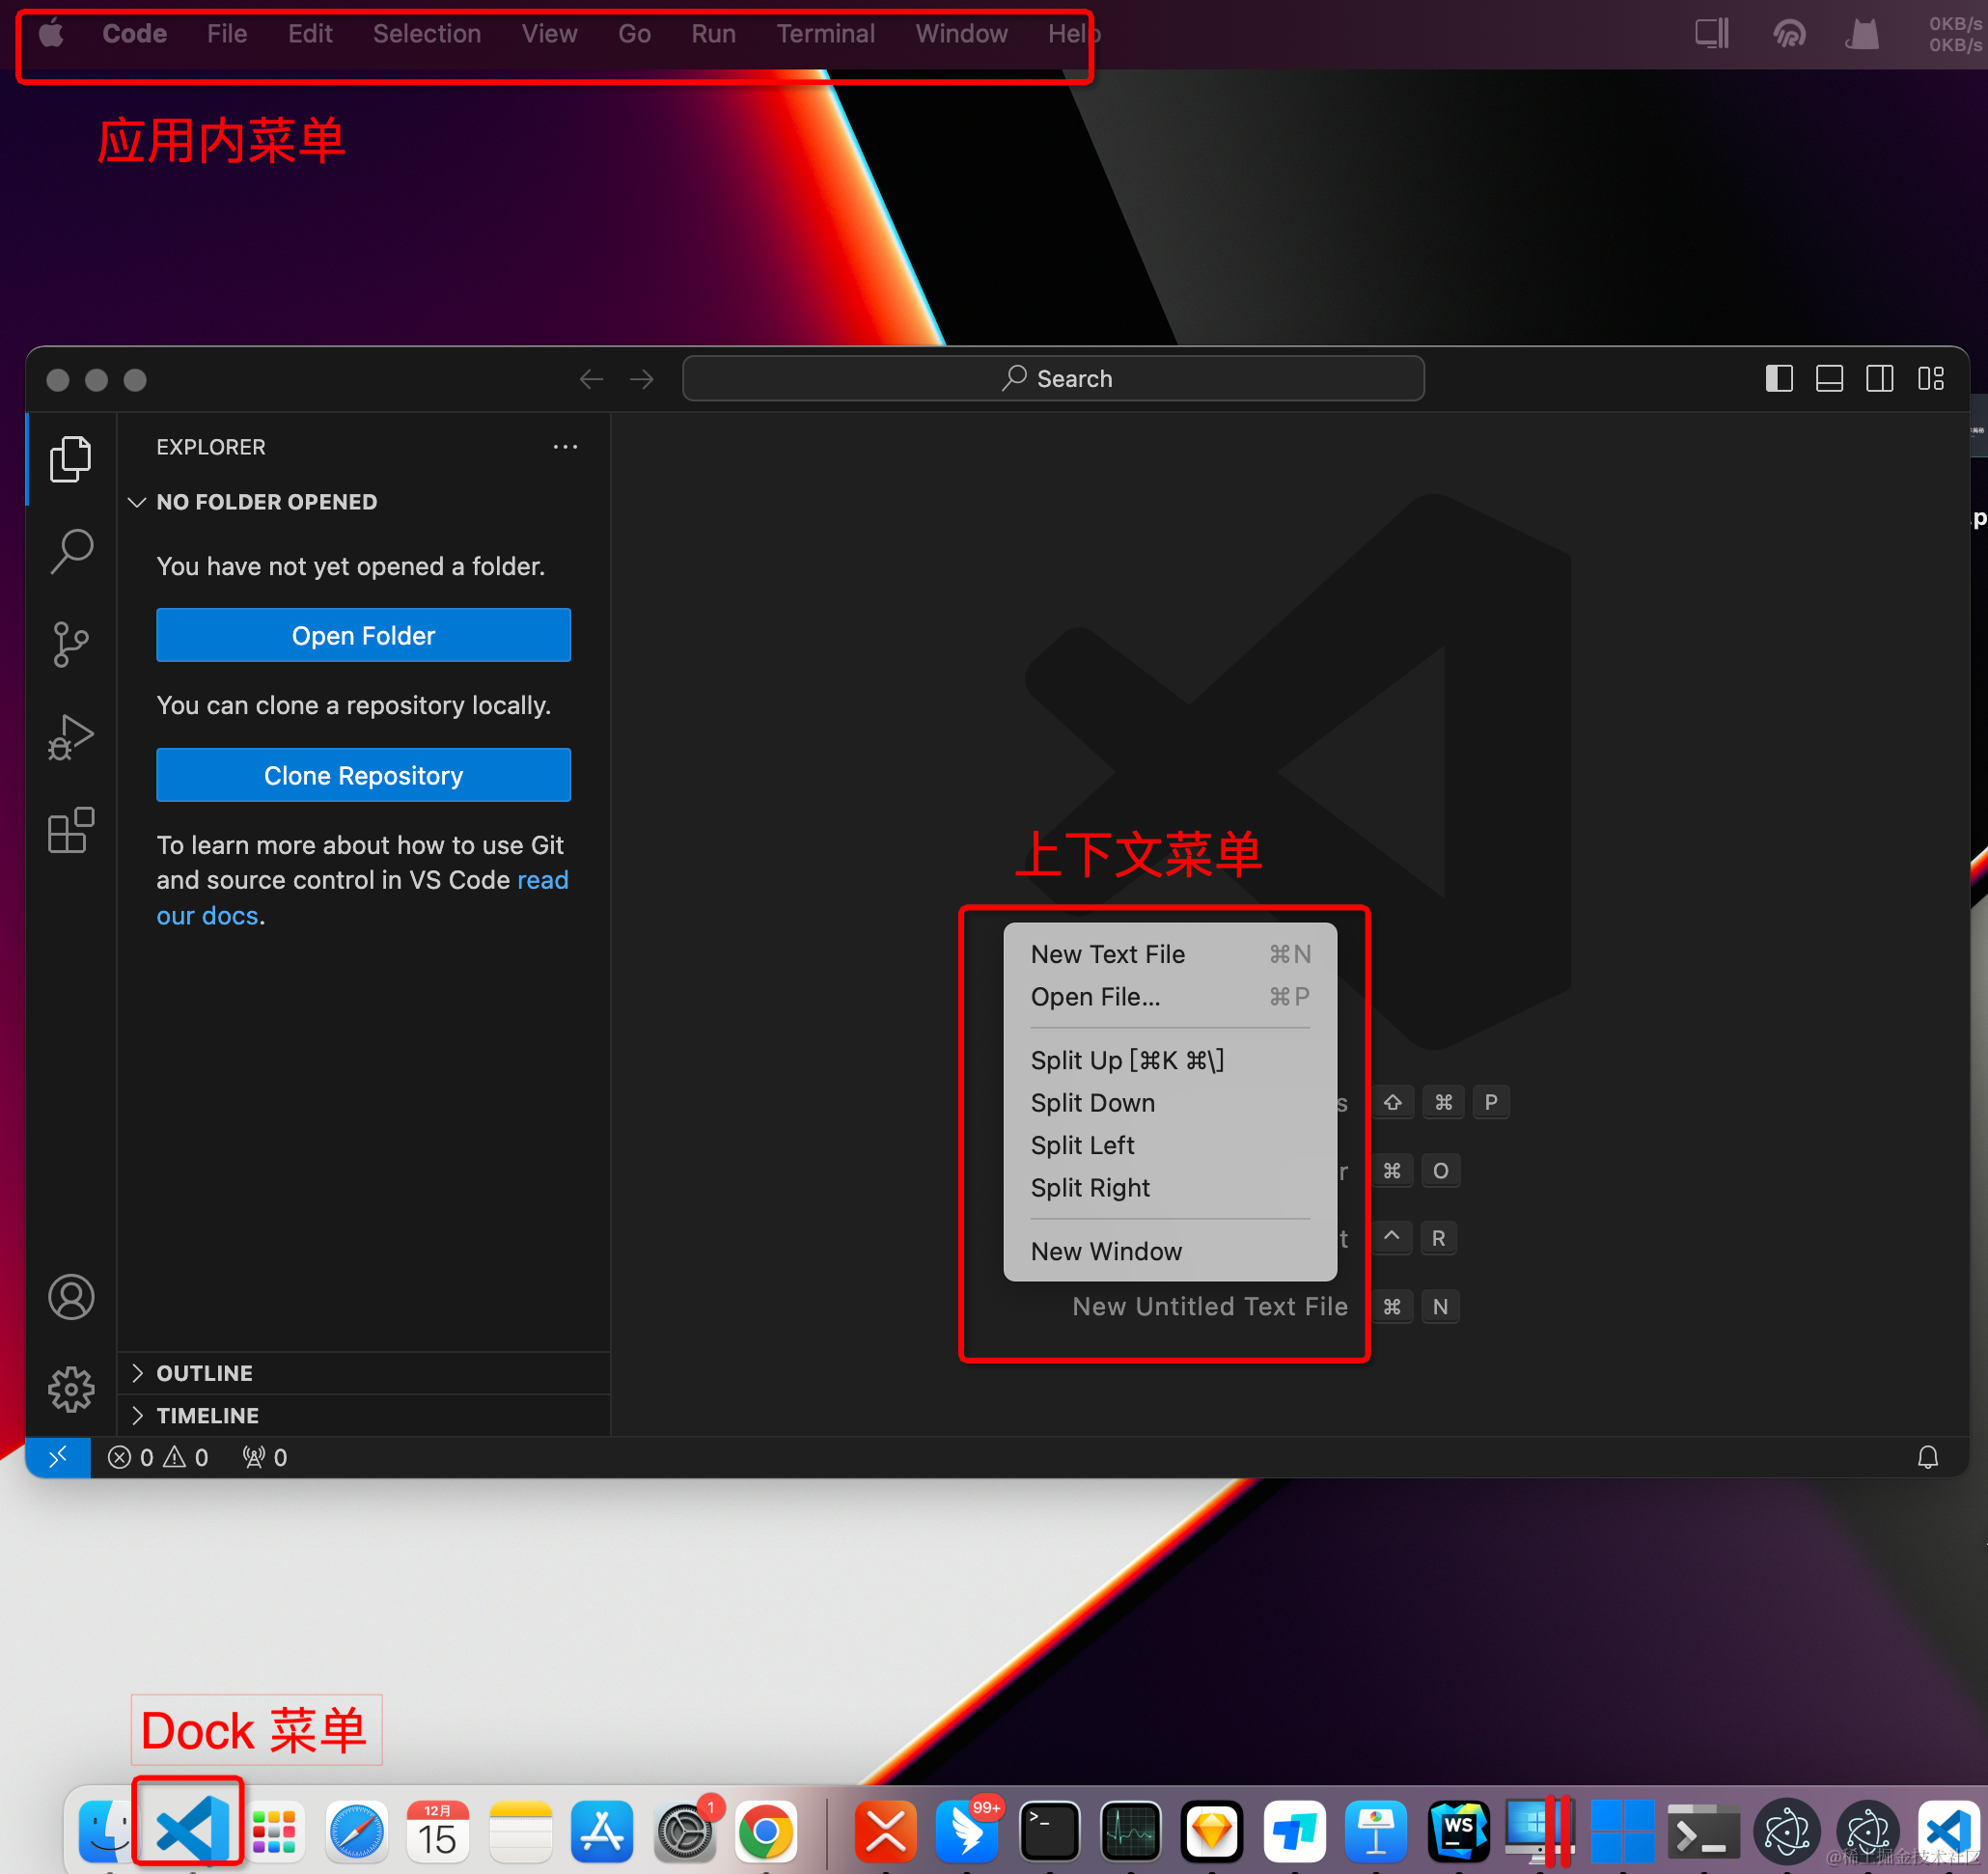 Code File Edit Selection View Go Run Terminal Window Help 0KB/s
0KB/s
应用内菜单
Search
EXPLORER
NO FOLDER OPENED
You have not yet opened a folder.
Open Folder
You can clone a repository locally.
Clone Repository
To learn more about how to use Git
and source control in VS Code read
our docs.
上下文菜单
New Text File ⌘N
Open File... ⌘P
Split Up [⌘K ⌘\]
Split Down
s ⇧ ⌘ P
Split Left
r ⌘ O
Split Right
t ^ R
New Window
New Untitled Text File ⌘ N
OUTLINE
TIMELINE
0 0 0
Dock 菜单
12月
15
1
99+
>_
WS
@稀土掘金技术社区